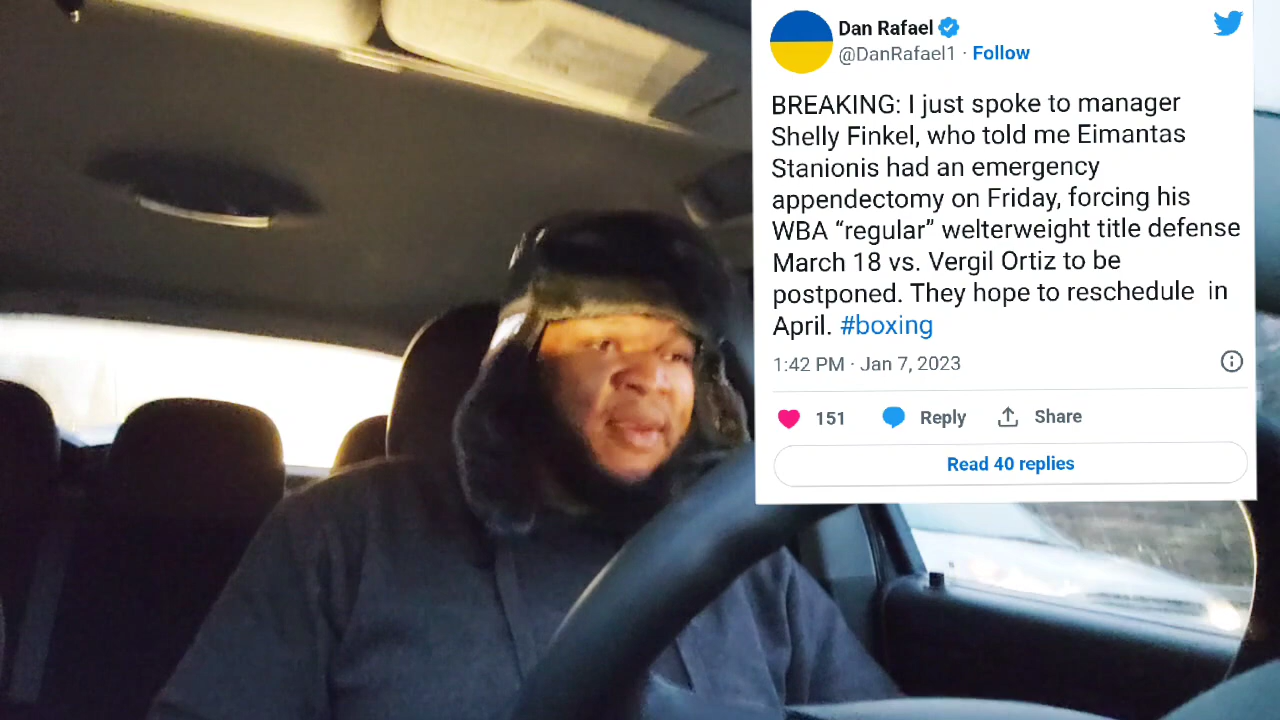 Dan Rafael
@DanRafael1 · Follow
BREAKING: I just spoke to manager
Shelly Finkel, who told me Eimantas
Stanionis had an emergency
appendectomy on Friday, forcing his
WBA “regular” welterweight title defense
March 18 vs. Vergil Ortiz to be
postponed. They hope to reschedule in
April. #boxing
1:42 PM · Jan 7, 2023
151 Reply Share
Read 40 replies